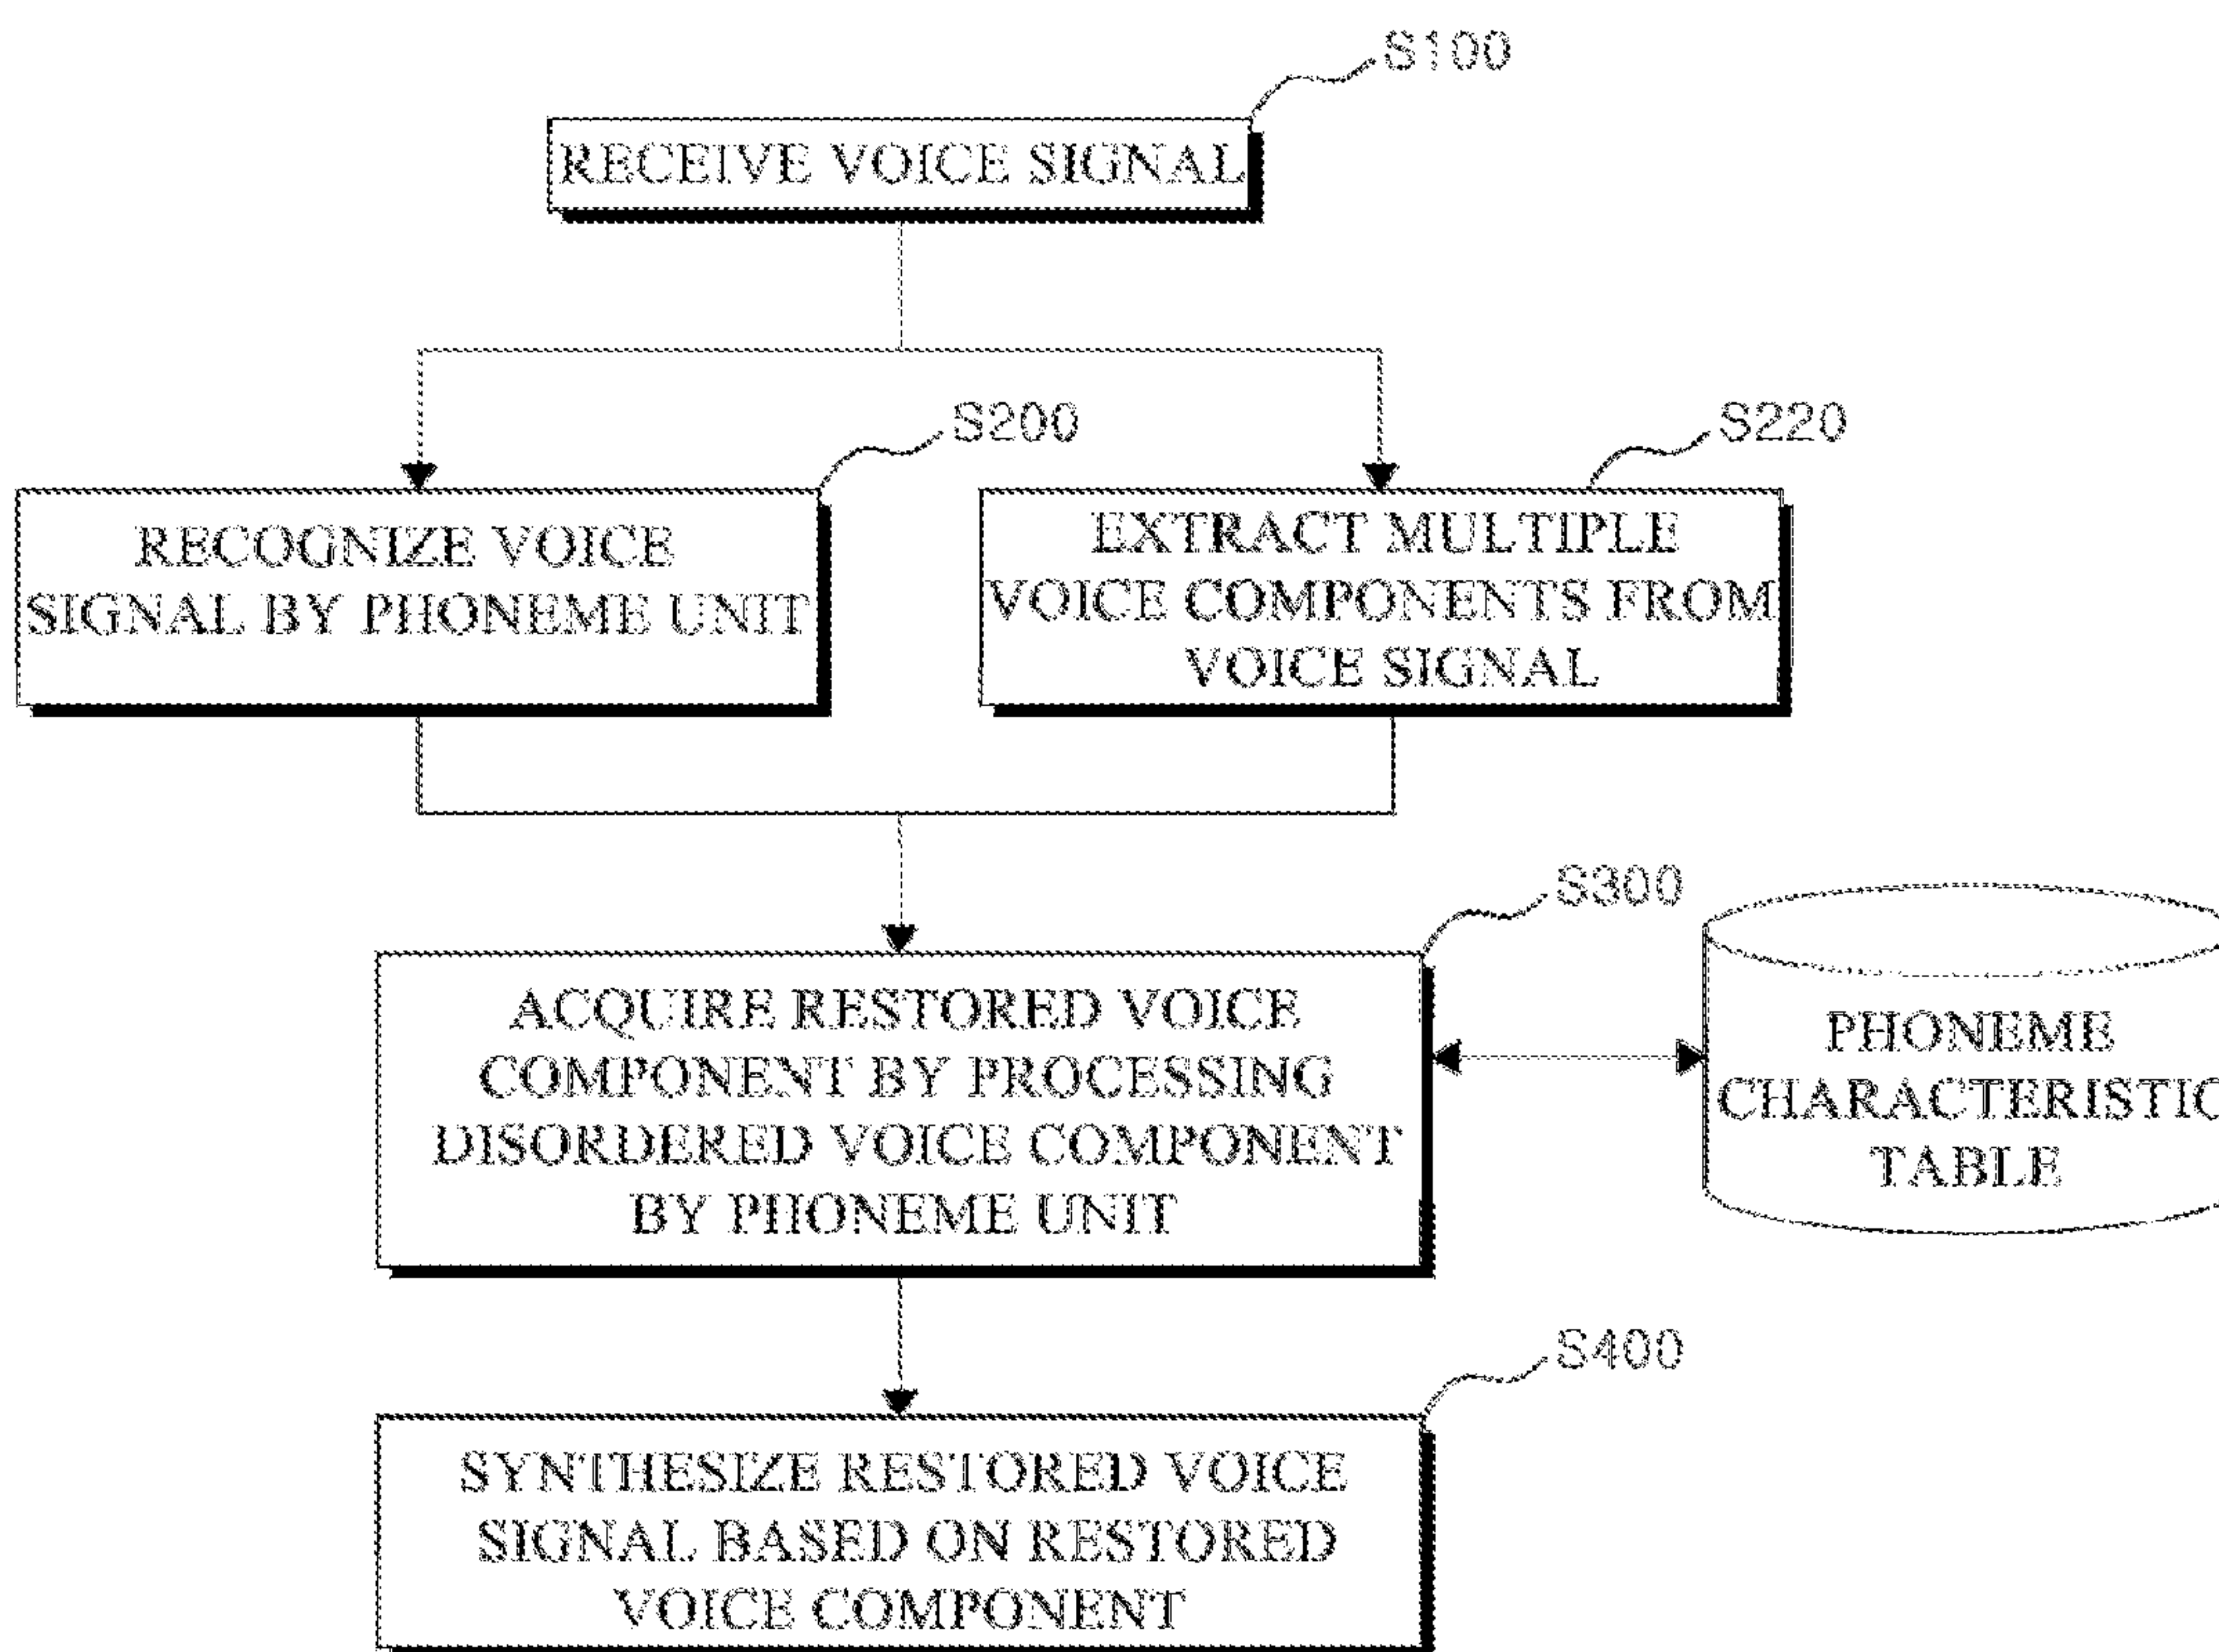 S100
RECEIVE VOICE SIGNAL
S200
RECOGNIZE VOICE
SIGNAL BY PHONEME UNIT
S220
EXTRACT MULTIPLE
VOICE COMPONENTS FROM
VOICE SIGNAL
S300
ACQUIRE RESTORED VOICE
COMPONENT BY PROCESSING
DISORDERED VOICE COMPONENT
BY PHONEME UNIT
PHONEME
CHARACTERISTIC
TABLE
S400
SYNTHESIZE RESTORED VOICE
SIGNAL BASED ON RESTORED
VOICE COMPONENT